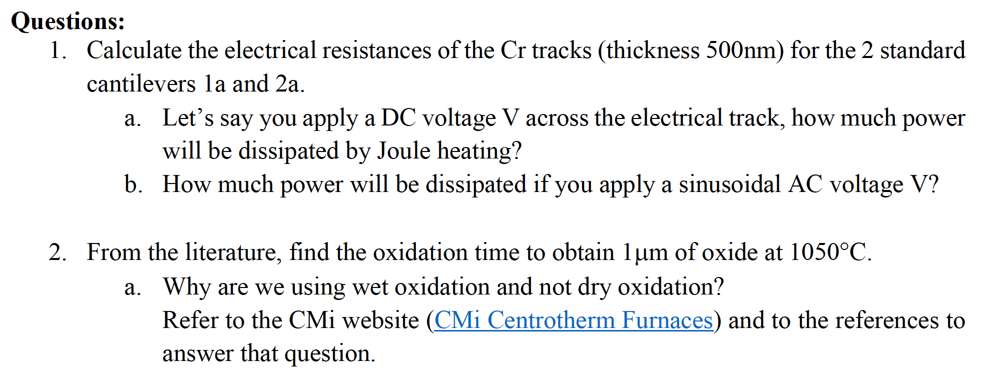 Questions:
1. Calculate the electrical resistances of the Cr tracks (thickness 500nm) for the 2 standard
cantilevers 1a and 2a.
a. Let’s say you apply a DC voltage V across the electrical track, how much power
will be dissipated by Joule heating?
b. How much power will be dissipated if you apply a sinusoidal AC voltage V?
2. From the literature, find the oxidation time to obtain 1μm of oxide at 1050°C.
a. Why are we using wet oxidation and not dry oxidation?
Refer to the CMi website (CMi Centrotherm Furnaces) and to the references to
answer that question.